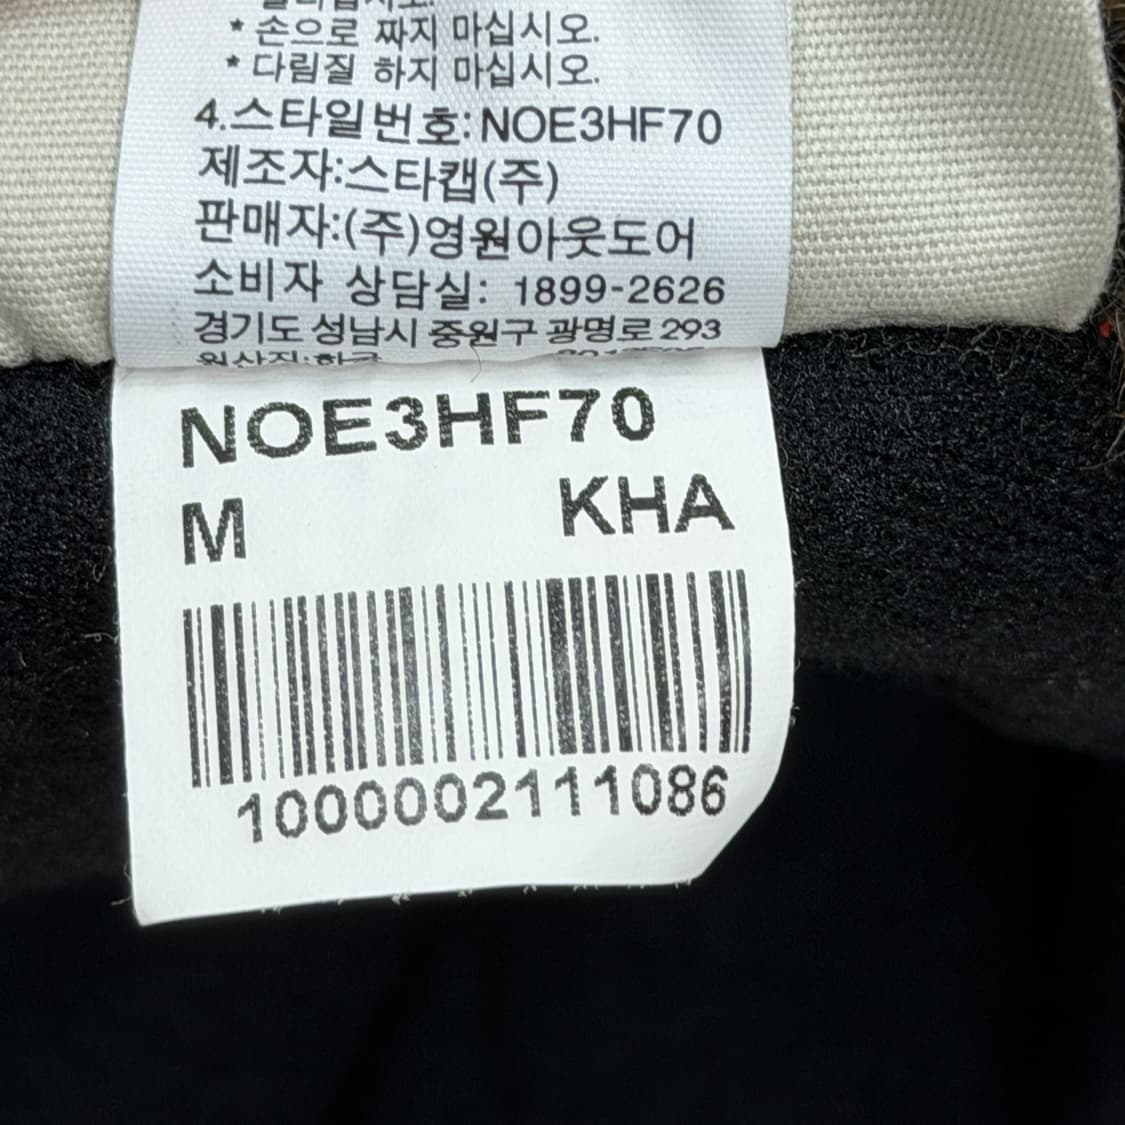 * 손으로 짜지 마십시오.
* 다림질 하지 마십시오.
4.스타일번호:NOE3HF70
제조자:스타캡(주)
판매자:(주)영원아웃도어
소비자 상담실: 1899-2626
경기도 성남시 중원구 광명로 293
NOE3HF70
M KHA
1000002111086